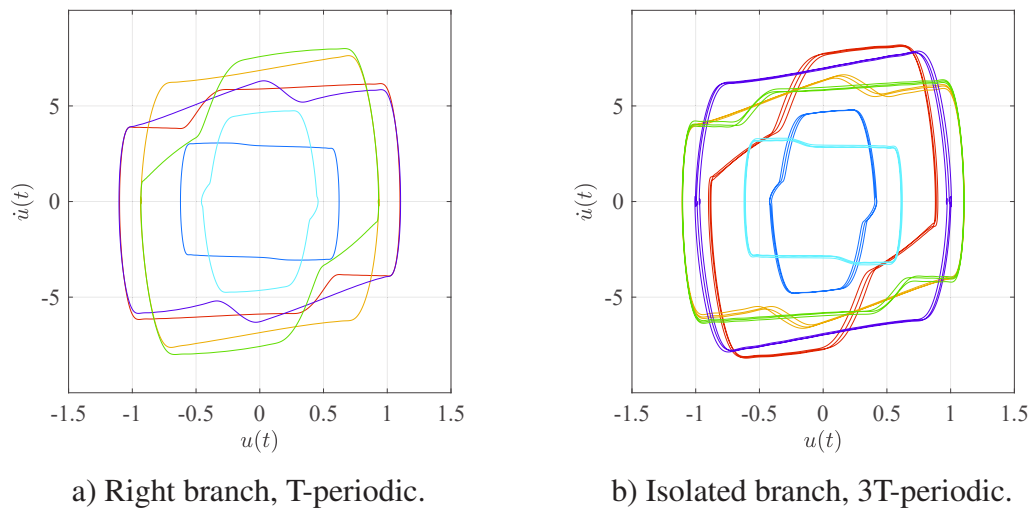 5
0
-5
u̇(t)
-1.5 -1 -0.5 0 0.5 1 1.5
u(t)
a) Right branch, T-periodic.
5
0
-5
u̇(t)
-1.5 -1 -0.5 0 0.5 1 1.5
u(t)
b) Isolated branch, 3T-periodic.